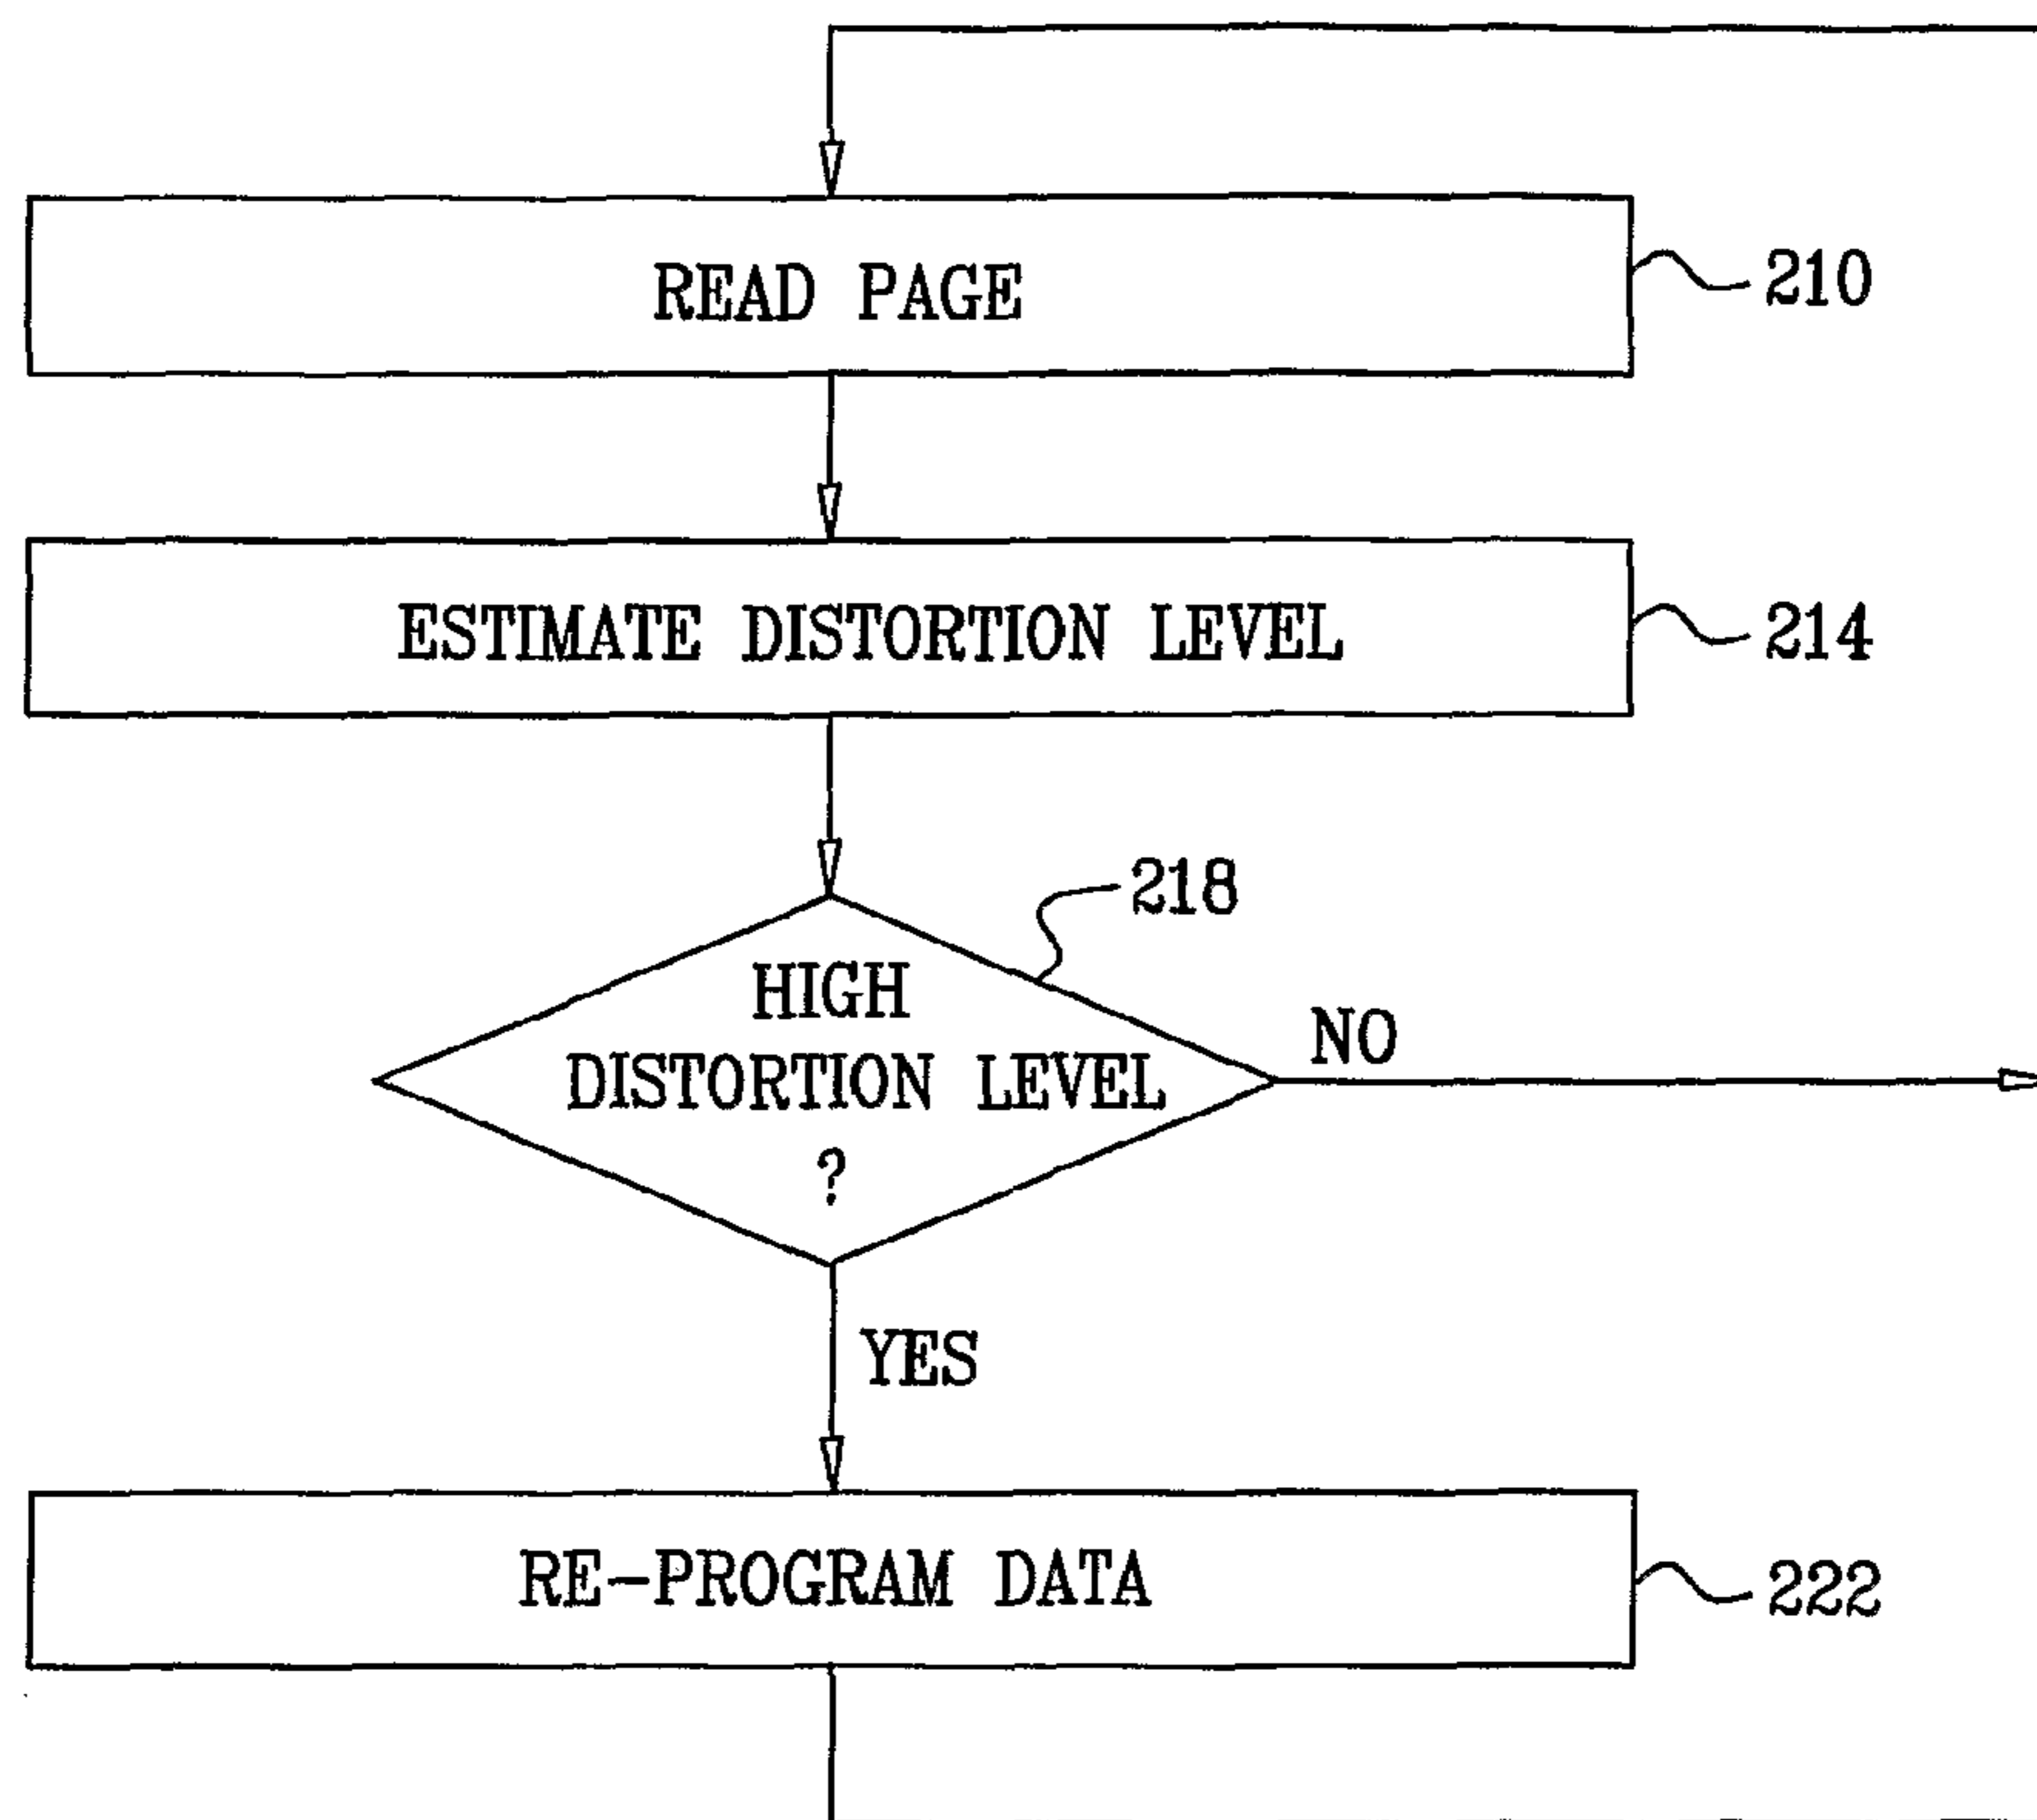 READ PAGE
210
ESTIMATE DISTORTION LEVEL
214
218
HIGH
DISTORTION LEVEL
?
NO
YES
RE-PROGRAM DATA
222